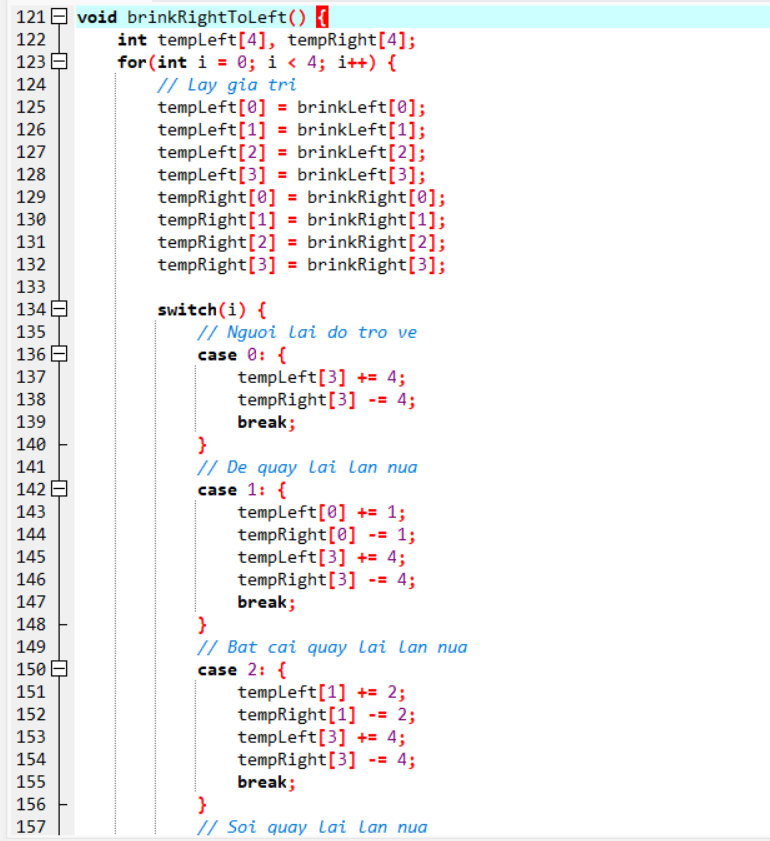 121 void brinkRightToLeft() {
122 int tempLeft[4], tempRight[4];
123 for(int i = 0; i < 4; i++) {
124 // Lay gia tri
125 tempLeft[0] = brinkLeft[0];
126 tempLeft[1] = brinkLeft[1];
127 tempLeft[2] = brinkLeft[2];
128 tempLeft[3] = brinkLeft[3];
129 tempRight[0] = brinkRight[0];
130 tempRight[1] = brinkRight[1];
131 tempRight[2] = brinkRight[2];
132 tempRight[3] = brinkRight[3];
133
134 switch(i) {
135 // Nguoi lai do tro ve
136 case 0: {
137 tempLeft[3] += 4;
138 tempRight[3] -= 4;
139 break;
140 }
141 // De quay lai lan nua
142 case 1: {
143 tempLeft[0] += 1;
144 tempRight[0] -= 1;
145 tempLeft[3] += 4;
146 tempRight[3] -= 4;
147 break;
148 }
149 // Bat cai quay lai lan nua
150 case 2: {
151 tempLeft[1] += 2;
152 tempRight[1] -= 2;
153 tempLeft[3] += 4;
154 tempRight[3] -= 4;
155 break;
156 }
157 // Soi quay lai lan nua